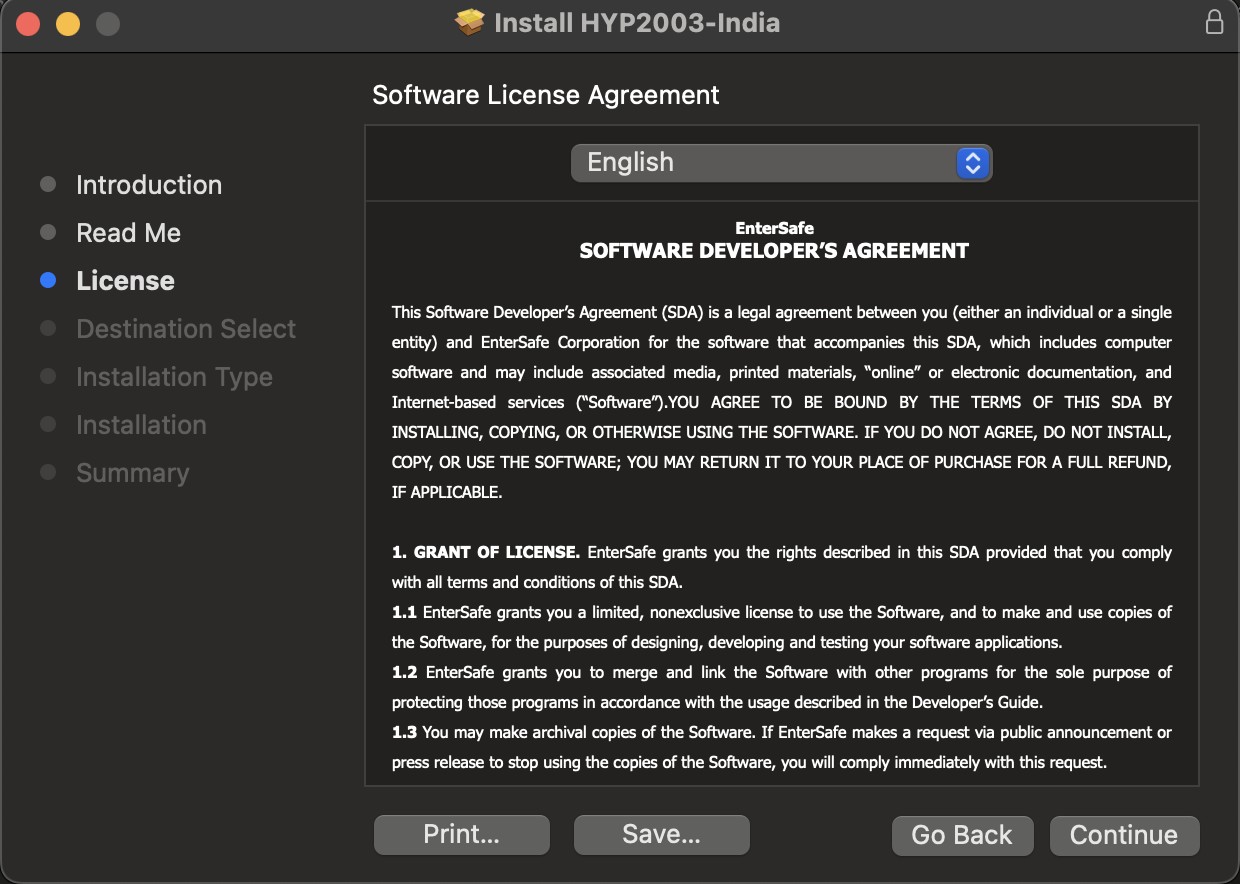 Install HYP2003-India
Software License Agreement
Introduction
Read Me
License
Destination Select
Installation Type
Installation
Summary
English
EnterSafe
SOFTWARE DEVELOPER’S AGREEMENT
This Software Developer’s Agreement (SDA) is a legal agreement between you (either an individual or a single
entity) and EnterSafe Corporation for the software that accompanies this SDA, which includes computer
software and may include associated media, printed materials, “online” or electronic documentation, and
Internet-based services (“Software”).YOU AGREE TO BE BOUND BY THE TERMS OF THIS SDA BY
INSTALLING, COPYING, OR OTHERWISE USING THE SOFTWARE. IF YOU DO NOT AGREE, DO NOT INSTALL,
COPY, OR USE THE SOFTWARE; YOU MAY RETURN IT TO YOUR PLACE OF PURCHASE FOR A FULL REFUND,
IF APPLICABLE.
1. GRANT OF LICENSE. EnterSafe grants you the rights described in this SDA provided that you comply
with all terms and conditions of this SDA.
1.1 EnterSafe grants you a limited, nonexclusive license to use the Software, and to make and use copies of
the Software, for the purposes of designing, developing and testing your software applications.
1.2 EnterSafe grants you to merge and link the Software with other programs for the sole purpose of
protecting those programs in accordance with the usage described in the Developer’s Guide.
1.3 You may make archival copies of the Software. If EnterSafe makes a request via public announcement or
press release to stop using the copies of the Software, you will comply immediately with this request.
Print...
Save...
Go Back
Continue